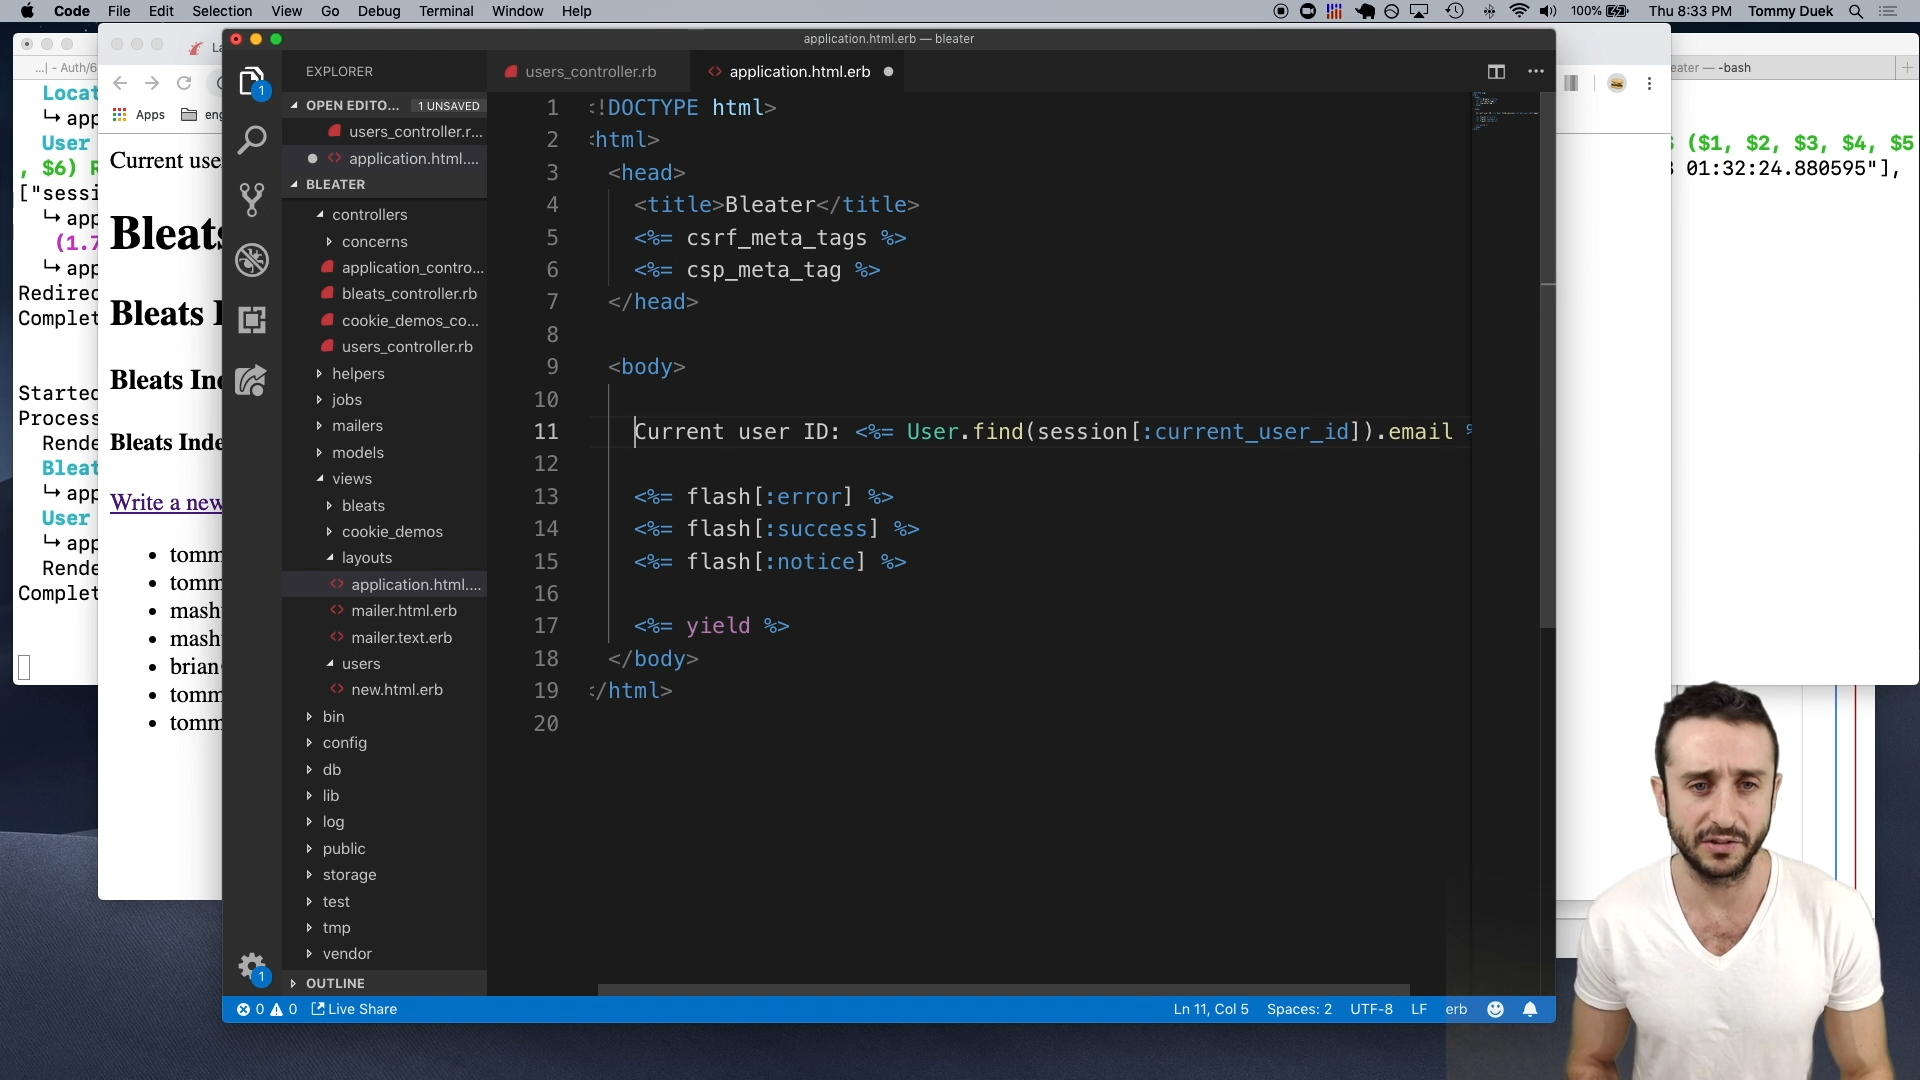 Code File Edit Selection View Go Debug Terminal Window Help 100% Thu 8:33 PM Tommy Duek
application.html.erb — bleater
...| - Auth/6
eater — -bash
Apps
Current use
Bleats
Bleats I
Bleats Ind
Bleats Inde
Write a new
tomm
tomm
mash
mash
brian
tomm
tomm
Locat
↳ app
User
, $6) R
["sessi
↳ app
(1.7
↳ app
Redirec
Complet
Started
Process
Rende
Bleat
↳ app
User
↳ app
Rende
Complet
($1, $2, $3, $4, $5
01:32:24.880595"],
EXPLORER
OPEN EDITO... 1 UNSAVED
users_controller.r...
application.html....
BLEATER
controllers
concerns
application_contro...
bleats_controller.rb
cookie_demos_co...
users_controller.rb
helpers
jobs
mailers
models
views
bleats
cookie_demos
layouts
application.html....
mailer.html.erb
mailer.text.erb
users
new.html.erb
bin
config
db
lib
log
public
storage
test
tmp
vendor
OUTLINE
1
1
users_controller.rb application.html.erb
1 <!DOCTYPE html>
2 <html>
3 <head>
4 <title>Bleater</title>
5 <%= csrf_meta_tags %>
6 <%= csp_meta_tag %>
7 </head>
8
9 <body>
10
11 Current user ID: <%= User.find(session[:current_user_id]).email %
12
13 <%= flash[:error] %>
14 <%= flash[:success] %>
15 <%= flash[:notice] %>
16
17 <%= yield %>
18 </body>
19 </html>
20
0 0 Live Share Ln 11, Col 5 Spaces: 2 UTF-8 LF erb